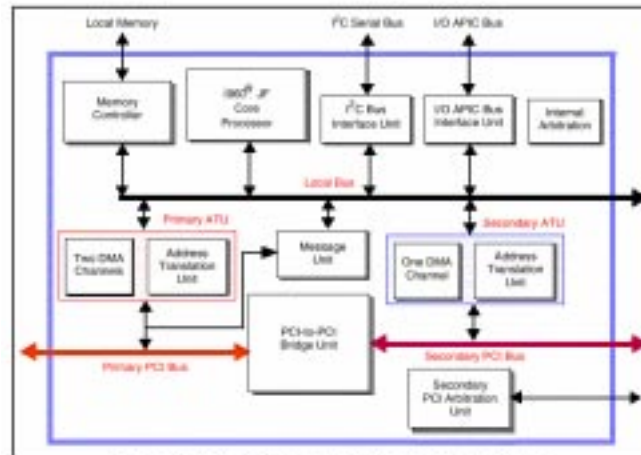 Local Memory
I²C Serial Bus
I/O APIC Bus
Memory
Controller
i960® JF
Core
Processor
I²C Bus
Interface Unit
I/O APIC Bus
Interface Unit
Internal
Arbitration
Local Bus
Primary ATU
Secondary ATU
Two DMA
Channels
Address
Translation
Unit
Message
Unit
One DMA
Channel
Address
Translation
Unit
PCI-to-PCI
Bridge Unit
Primary PCI Bus
Secondary PCI Bus
Secondary
PCI Arbitration
Unit